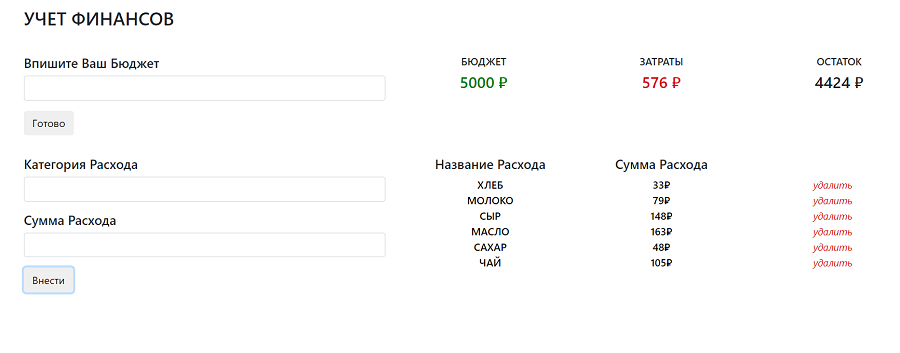 УЧЕТ ФИНАНСОВ
Впишите Ваш Бюджет
Готово
БЮДЖЕТ ЗАТРАТЫ ОСТАТОК
5000 ₽ 576 ₽ 4424 ₽
Категория Расхода
Сумма Расхода
Внести
Название Расхода Сумма Расхода
ХЛЕБ 33₽ удалить
МОЛОКО 79₽ удалить
СЫР 148₽ удалить
МАСЛО 163₽ удалить
САХАР 48₽ удалить
ЧАЙ 105₽ удалить